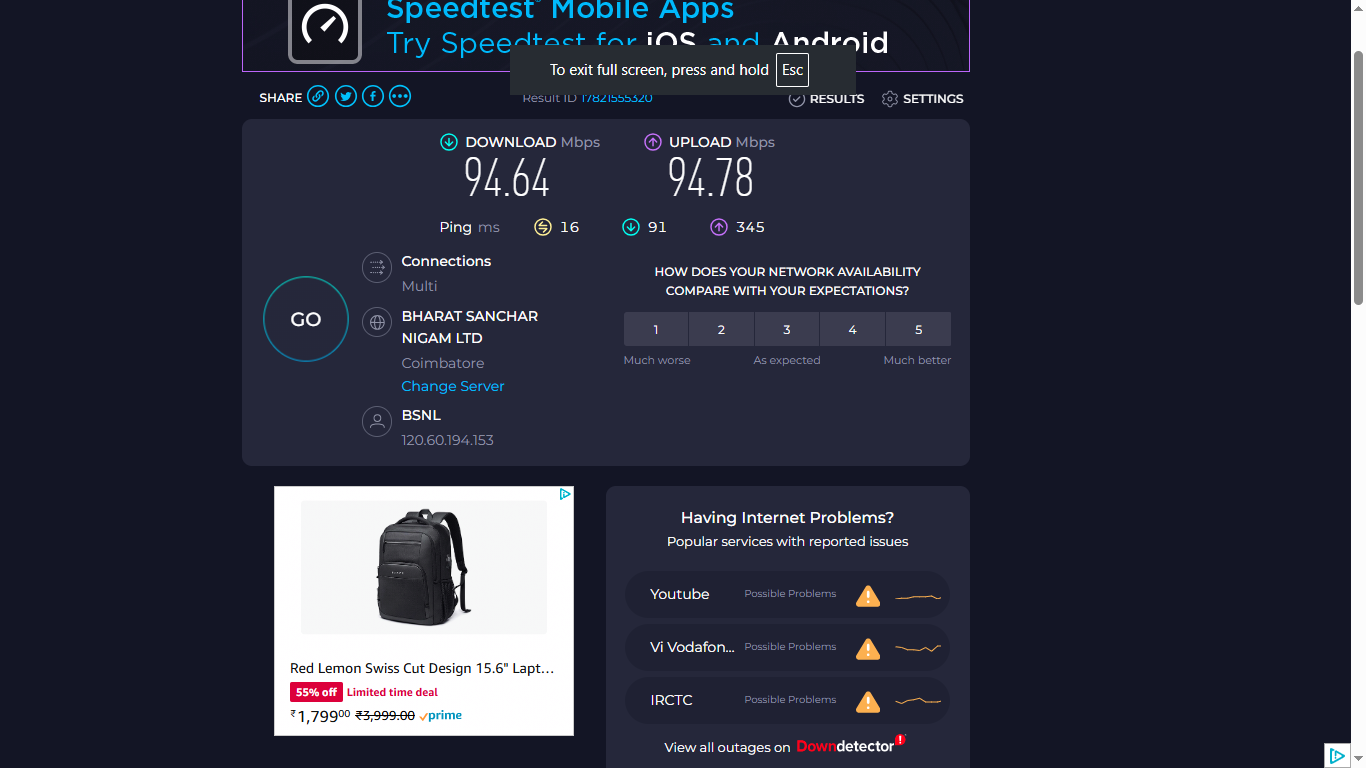 Speedtest® Mobile Apps
Try Speedtest for iOS and Android
To exit full screen, press and hold Esc
SHARE
Result ID 17821555320
RESULTS
SETTINGS
DOWNLOAD Mbps
94.64
UPLOAD Mbps
94.78
Ping ms 16 91 345
GO
Connections
Multi
BHARAT SANCHAR
NIGAM LTD
Coimbatore
Change Server
BSNL
120.60.194.153
HOW DOES YOUR NETWORK AVAILABILITY
COMPARE WITH YOUR EXPECTATIONS?
1 2 3 4 5
Much worse As expected Much better
Red Lemon Swiss Cut Design 15.6" Lapt...
55% off Limited time deal
₹1,79900 ₹3,999.00 prime
Having Internet Problems?
Popular services with reported issues
Youtube Possible Problems
Vi Vodafon... Possible Problems
IRCTC Possible Problems
View all outages on Downdetector